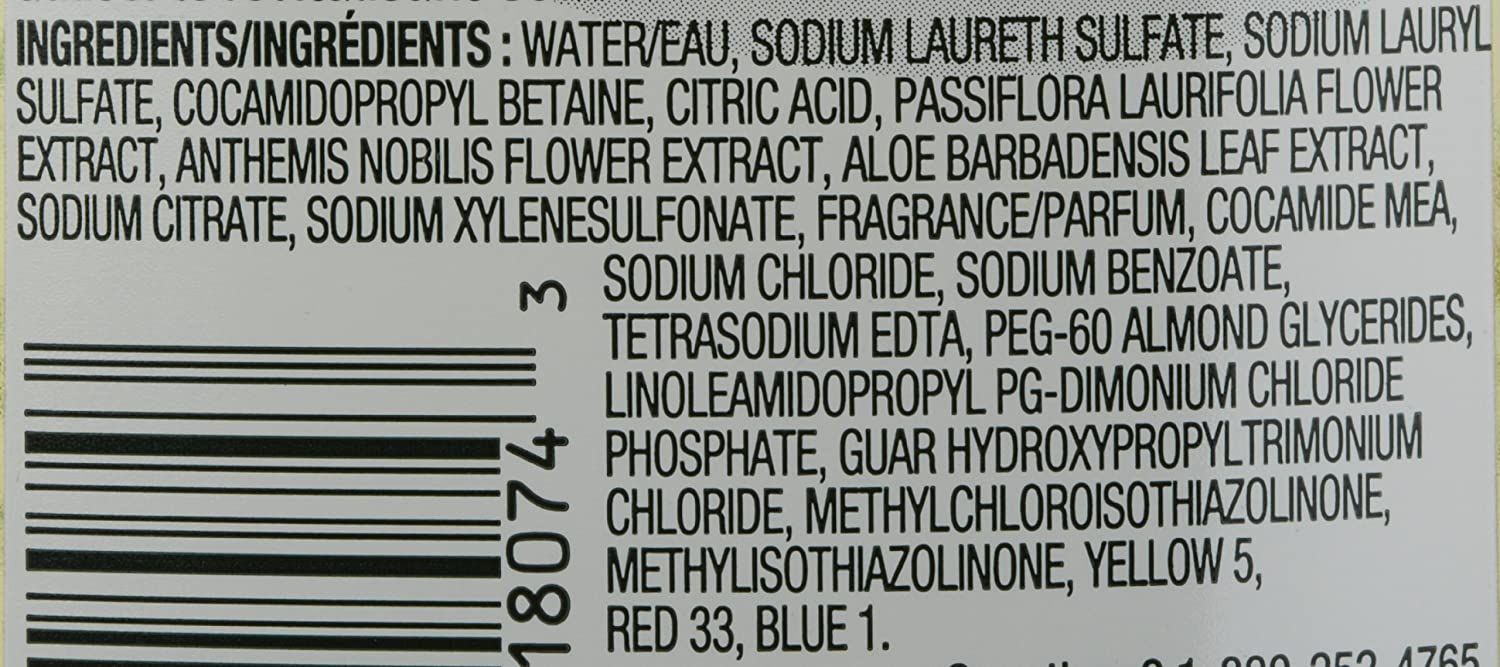 INGREDIENTS/INGRÉDIENTS : WATER/EAU, SODIUM LAURETH SULFATE, SODIUM LAURYL
SULFATE, COCAMIDOPROPYL BETAINE, CITRIC ACID, PASSIFLORA LAURIFOLIA FLOWER
EXTRACT, ANTHEMIS NOBILIS FLOWER EXTRACT, ALOE BARBADENSIS LEAF EXTRACT,
SODIUM CITRATE, SODIUM XYLENESULFONATE, FRAGRANCE/PARFUM, COCAMIDE MEA,
SODIUM CHLORIDE, SODIUM BENZOATE,
TETRASODIUM EDTA, PEG-60 ALMOND GLYCERIDES,
LINOLEAMIDOPROPYL PG-DIMONIUM CHLORIDE
PHOSPHATE, GUAR HYDROXYPROPYLTRIMONIUM
CHLORIDE, METHYLCHLOROISOTHIAZOLINONE,
METHYLISOTHIAZOLINONE, YELLOW 5,
RED 33, BLUE 1.
18074 3